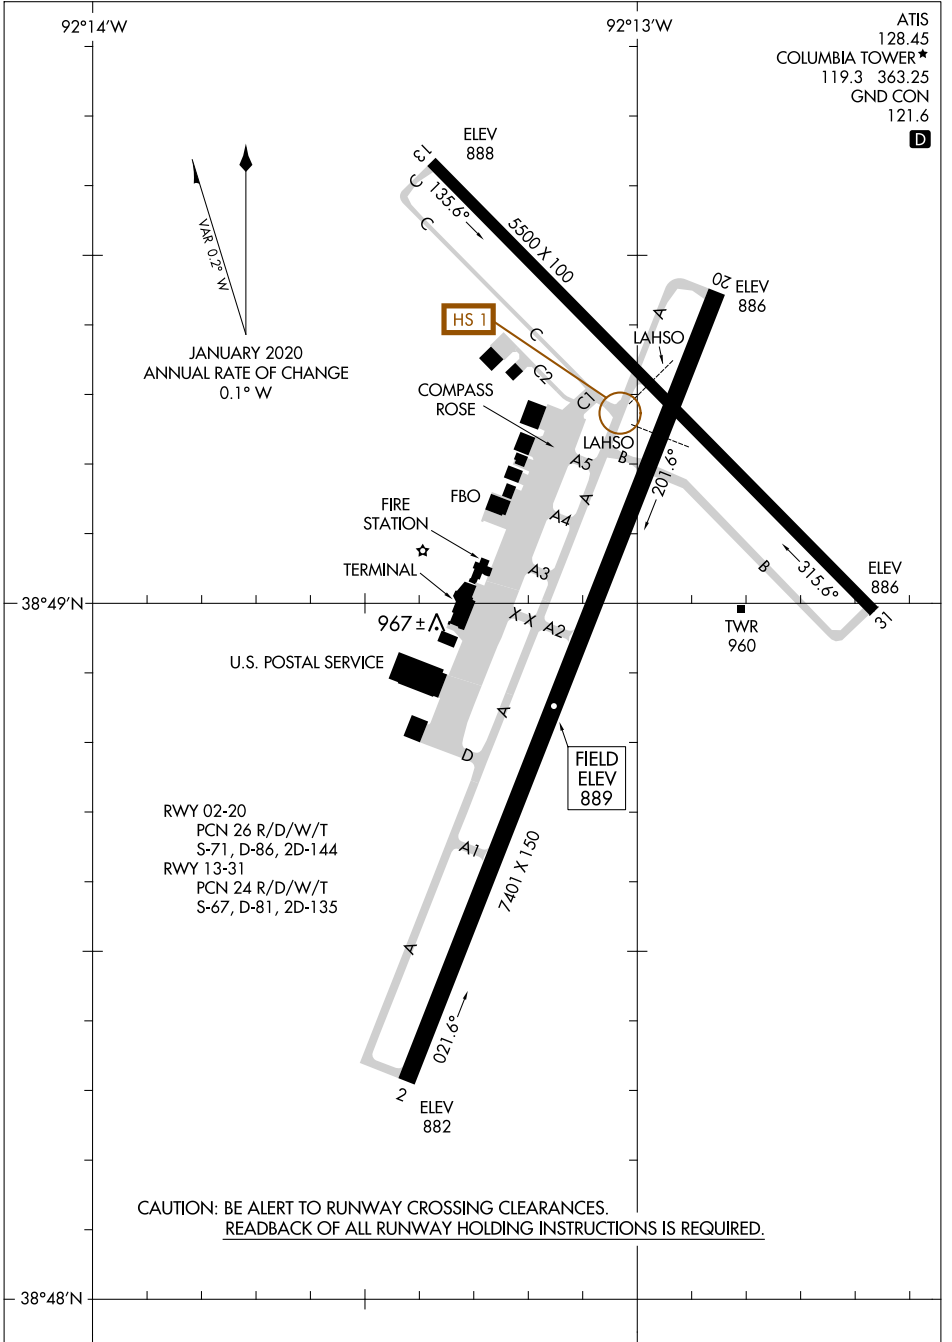 92°14'W
92°13'W
ATIS
128.45
COLUMBIA TOWER★
119.3 363.25
GND CON
121.6
D
ELEV
888
13
C
135.6°
C
5500 X 100
VAR 0.2° W
20
ELEV
886
A
HS 1
LAHSO
C
JANUARY 2020
ANNUAL RATE OF CHANGE
0.1° W
C2
COMPASS
ROSE
C1
LAHSO
B
A5
201.6°
A
FBO
A4
FIRE
STATION
TERMINAL
A3
B
315.6°
ELEV
886
31
38°49'N
967 ±
X X
A2
TWR
960
U.S. POSTAL SERVICE
A
D
FIELD
ELEV
889
RWY 02-20
PCN 26 R/D/W/T
S-71, D-86, 2D-144
RWY 13-31
PCN 24 R/D/W/T
S-67, D-81, 2D-135
A1
7401 X 150
A
021.6°
2
ELEV
882
CAUTION: BE ALERT TO RUNWAY CROSSING CLEARANCES.
READBACK OF ALL RUNWAY HOLDING INSTRUCTIONS IS REQUIRED.
38°48'N